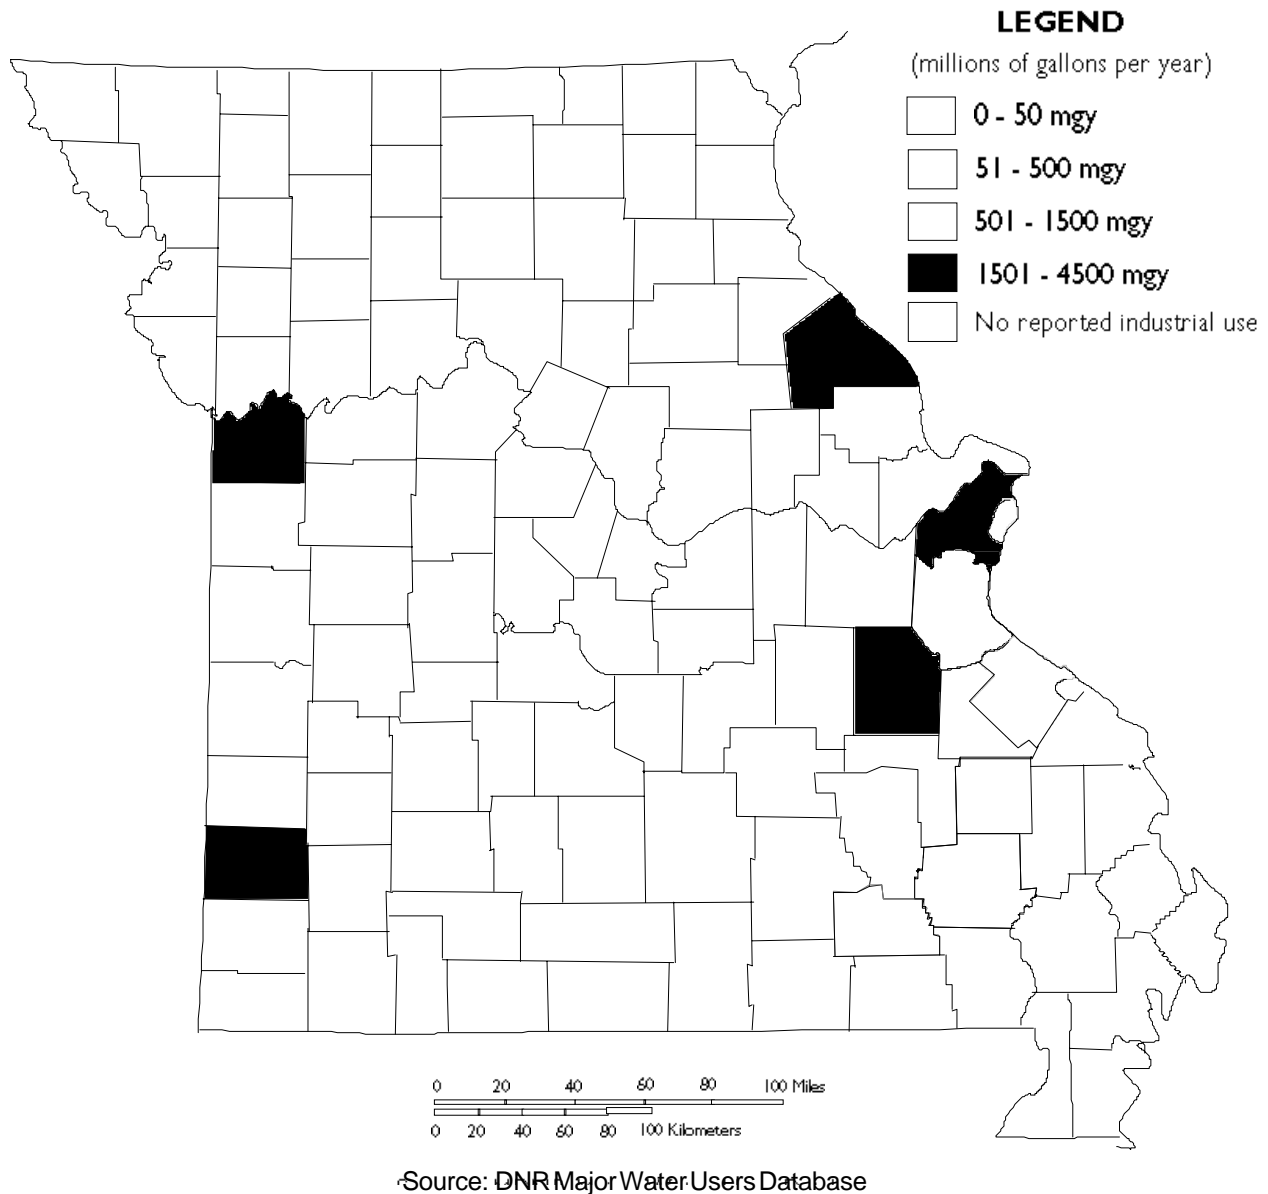 LEGEND
(millions of gallons per year)
0 - 50 mgy
51 - 500 mgy
501 - 1500 mgy
1501 - 4500 mgy
No reported industrial use
0 20 40 60 80 100 Miles
0 20 40 60 80 100 Kilometers
Source: DNR Major Water Users Database